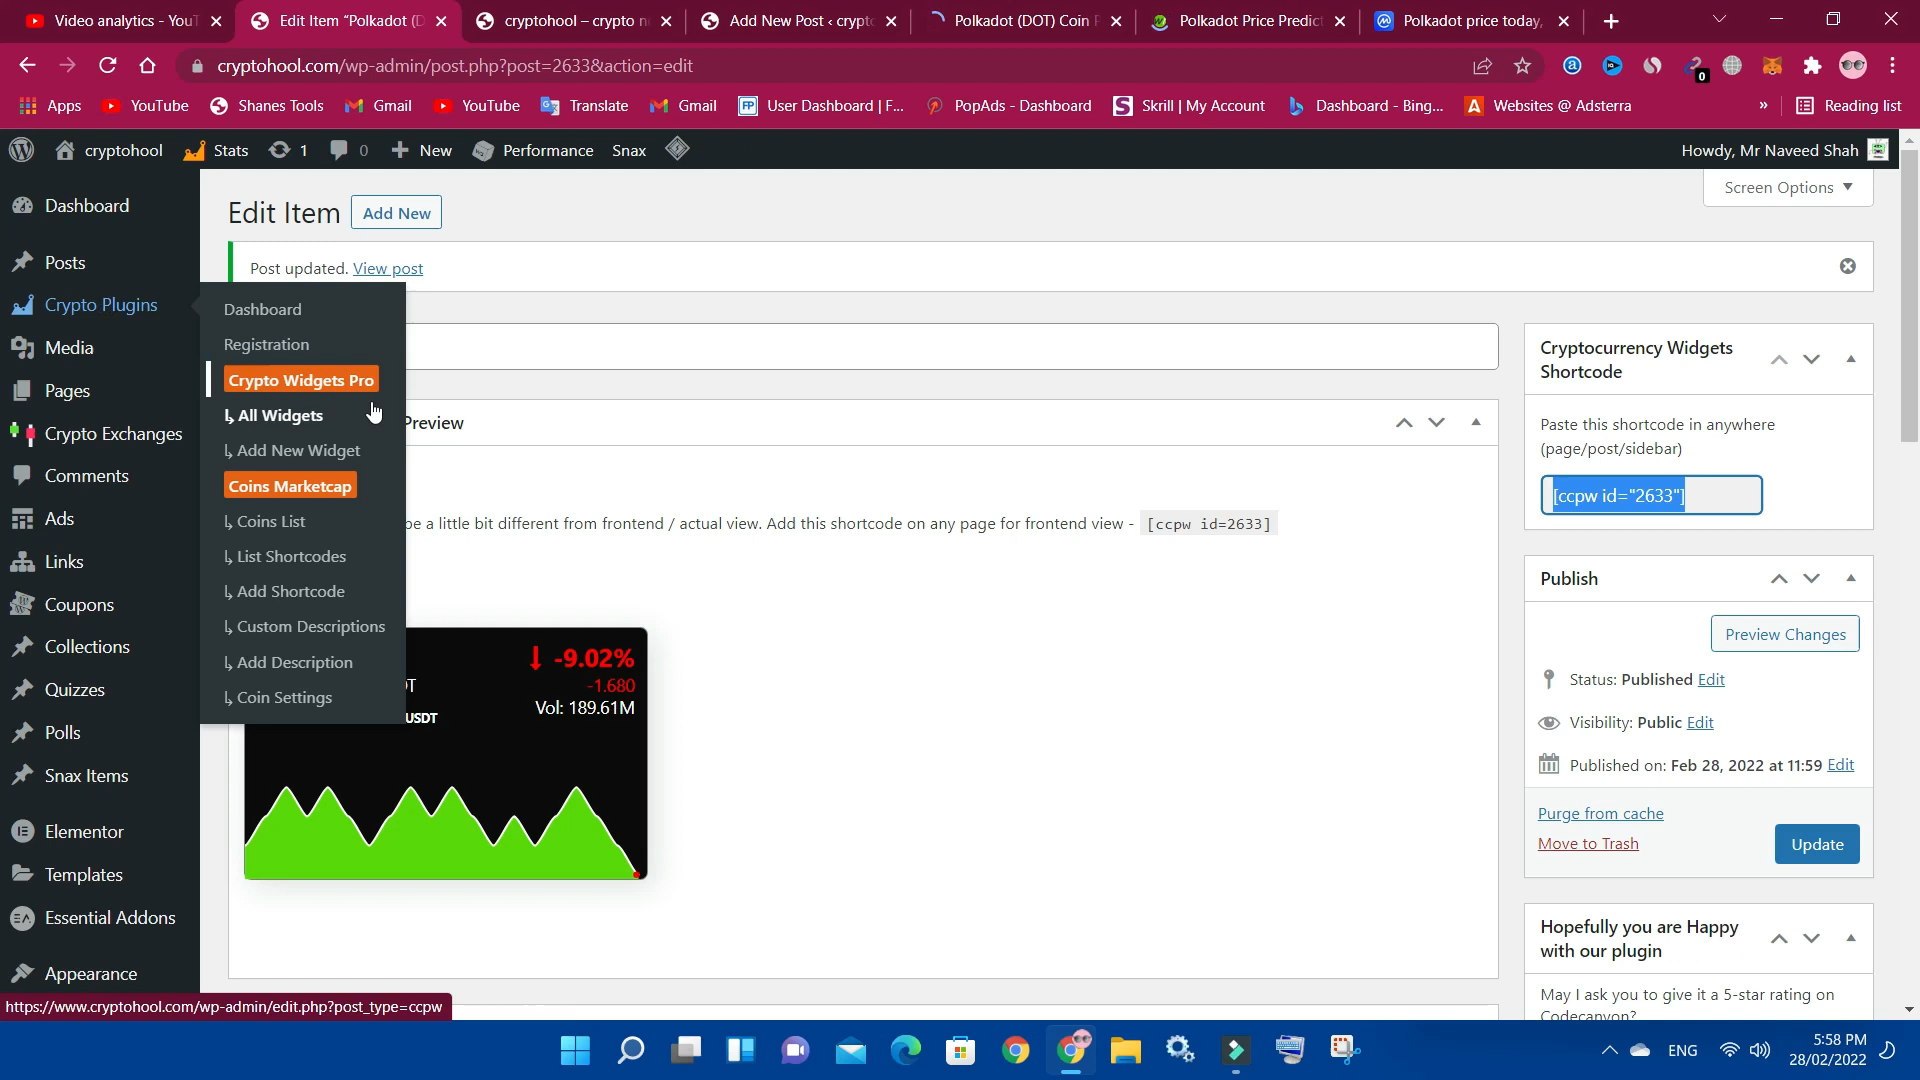 Video analytics - YouT
Edit Item "Polkadot (D
cryptohool – crypto n
Add New Post ‹ crypt
Polkadot (DOT) Coin P
Polkadot Price Predict
Polkadot price today,
cryptohool.com/wp-admin/post.php?post=2633&action=edit
0
Apps
YouTube
Shanes Tools
Gmail
YouTube
Translate
Gmail
User Dashboard | F...
PopAds - Dashboard
Skrill | My Account
Dashboard - Bing...
Websites @ Adsterra
»
Reading list
cryptohool
Stats
1
0
New
Performance
Snax
Howdy, Mr Naveed Shah
Screen Options
Dashboard
Posts
Crypto Plugins
Media
Pages
Crypto Exchanges
Comments
Ads
Links
Coupons
Collections
Quizzes
Polls
Snax Items
Elementor
Templates
Essential Addons
Appearance
Dashboard
Registration
Crypto Widgets Pro
↳ All Widgets
↳ Add New Widget
Coins Marketcap
↳ Coins List
↳ List Shortcodes
↳ Add Shortcode
↳ Custom Descriptions
↳ Add Description
↳ Coin Settings
Edit Item
Add New
Post updated. View post
Preview
be a little bit different from frontend / actual view. Add this shortcode on any page for frontend view - [ccpw id=2633]
-9.02%
-1.680
Vol: 189.61M
USDT
Cryptocurrency Widgets
Shortcode
Paste this shortcode in anywhere
(page/post/sidebar)
[ccpw id="2633"]
Publish
Preview Changes
Status: Published Edit
Visibility: Public Edit
Published on: Feb 28, 2022 at 11:59 Edit
Purge from cache
Move to Trash
Update
Hopefully you are Happy
with our plugin
May I ask you to give it a 5-star rating on
Codecanyon?
https://www.cryptohool.com/wp-admin/edit.php?post_type=ccpw
ENG
5:58 PM
28/02/2022